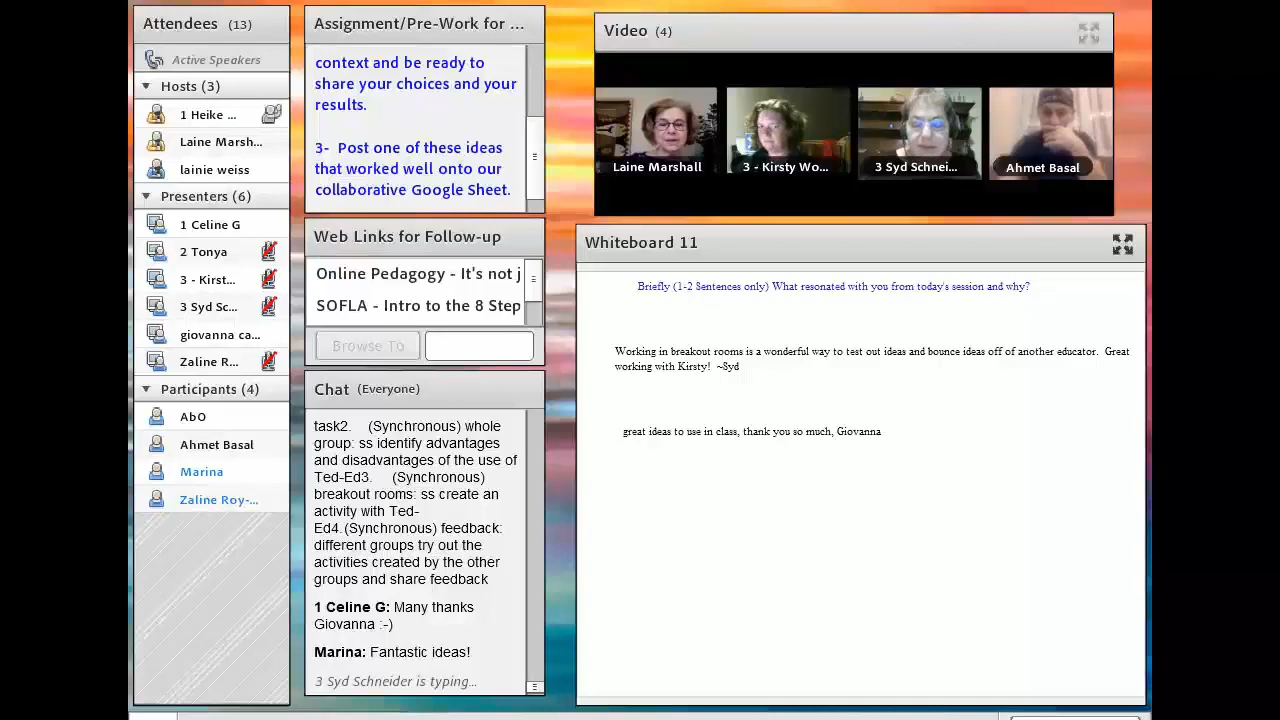 Attendees (13)
Active Speakers
Hosts (3)
1 Heike ...
Laine Marsh...
lainie weiss
Presenters (6)
1 Celine G
2 Tonya
3 - Kirst...
3 Syd Sc...
giovanna ca...
Zaline R...
Participants (4)
AbO
Ahmet Basal
Marina
Zaline Roy-...
Assignment/Pre-Work for ...
context and be ready to
share your choices and your
results.
3- Post one of these ideas
that worked well onto our
collaborative Google Sheet.
Web Links for Follow-up
Online Pedagogy - It's not j
SOFLA - Intro to the 8 Step
Browse To
Chat (Everyone)
task2. (Synchronous) whole
group: ss identify advantages
and disadvantages of the use of
Ted-Ed3. (Synchronous)
breakout rooms: ss create an
activity with Ted-
Ed4.(Synchronous) feedback:
different groups try out the
activities created by the other
groups and share feedback
1 Celine G: Many thanks
Giovanna :-)
Marina: Fantastic ideas!
3 Syd Schneider is typing...
Video (4)
Laine Marshall
3 - Kirsty Wo...
3 Syd Schnei...
Ahmet Basal
Whiteboard 11
Briefly (1-2 Sentences only) What resonated with you from today's session and why?
Working in breakout rooms is a wonderful way to test out ideas and bounce ideas off of another educator. Great
working with Kirsty! ~Syd
great ideas to use in class, thank you so much, Giovanna